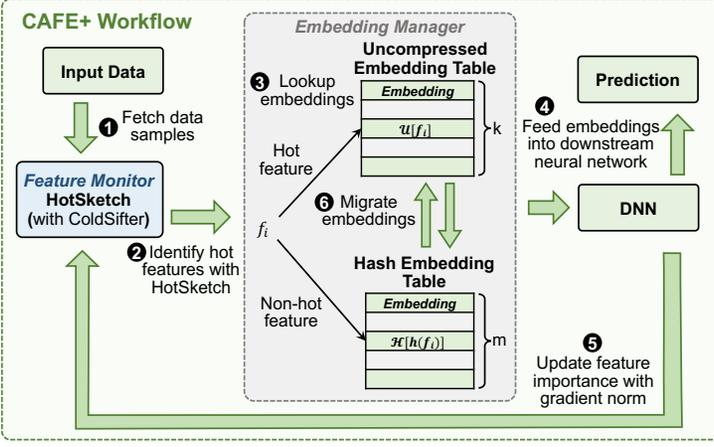 CAFE+ Workflow
Input Data
❶ Fetch data
samples
Feature Monitor
HotSketch
(with ColdSifter)
❷ Identify hot
features with
HotSketch
Embedding Manager
❸ Lookup
embeddings
Uncompressed
Embedding Table
Embedding
𝓤[𝒇ᵢ]
k
Hot
feature
𝒇ᵢ
Non-hot
feature
❻ Migrate
embeddings
Hash Embedding
Table
Embedding
𝓗[𝒉(𝒇ᵢ)]
m
Prediction
❹
Feed embeddings
into downstream
neural network
DNN
❺
Update feature
importance with
gradient norm